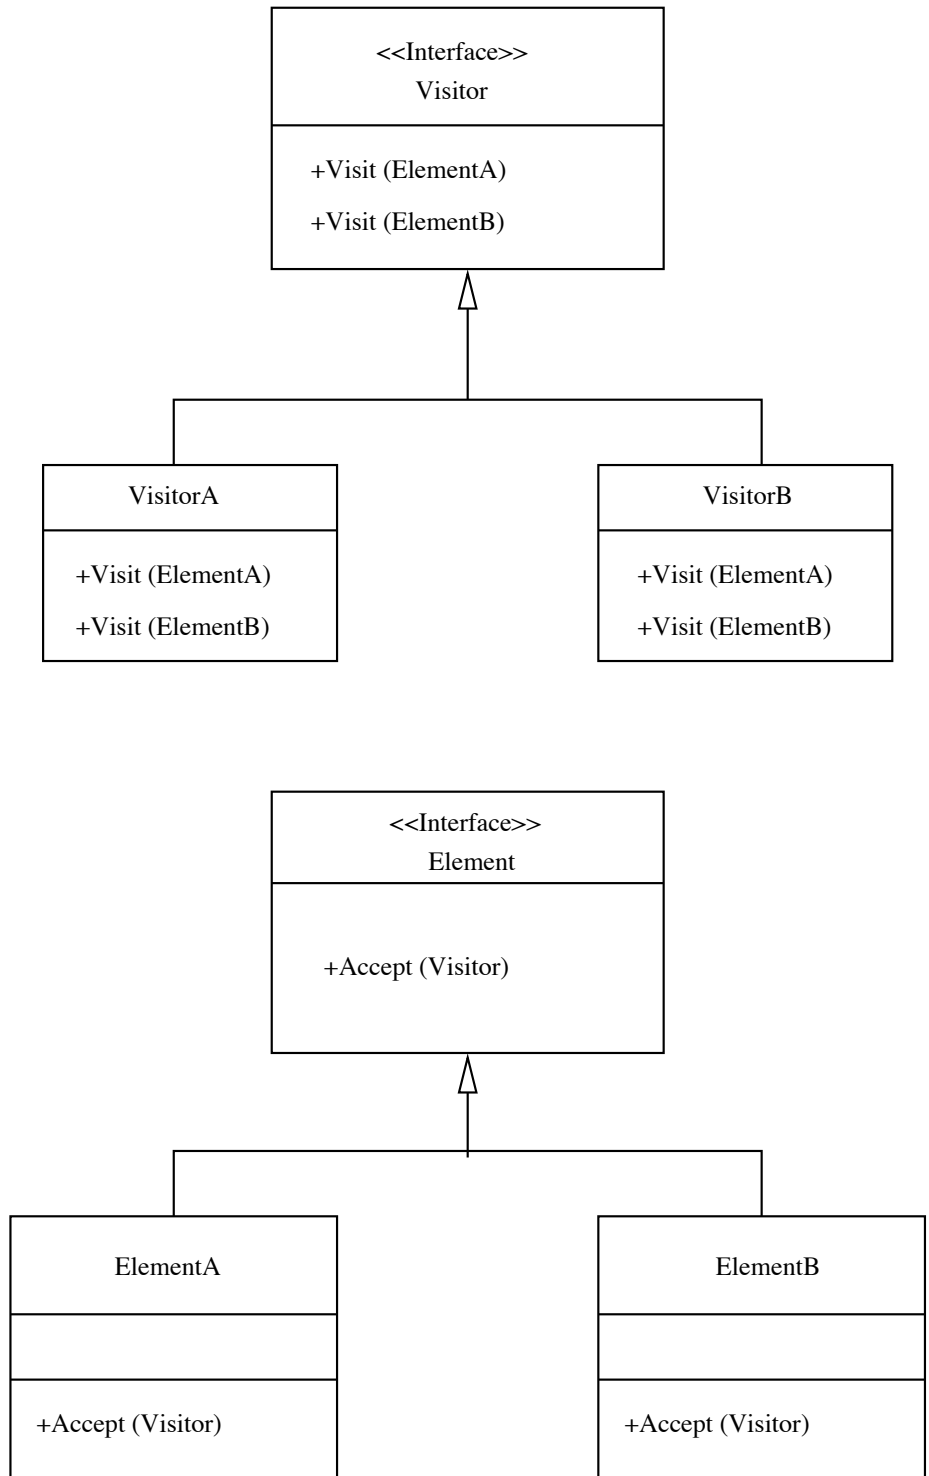 <<Interface>>
Visitor
+Visit (ElementA)
+Visit (ElementB)
VisitorA
+Visit (ElementA)
+Visit (ElementB)
VisitorB
+Visit (ElementA)
+Visit (ElementB)
<<Interface>>
Element
+Accept (Visitor)
ElementA
+Accept (Visitor)
ElementB
+Accept (Visitor)